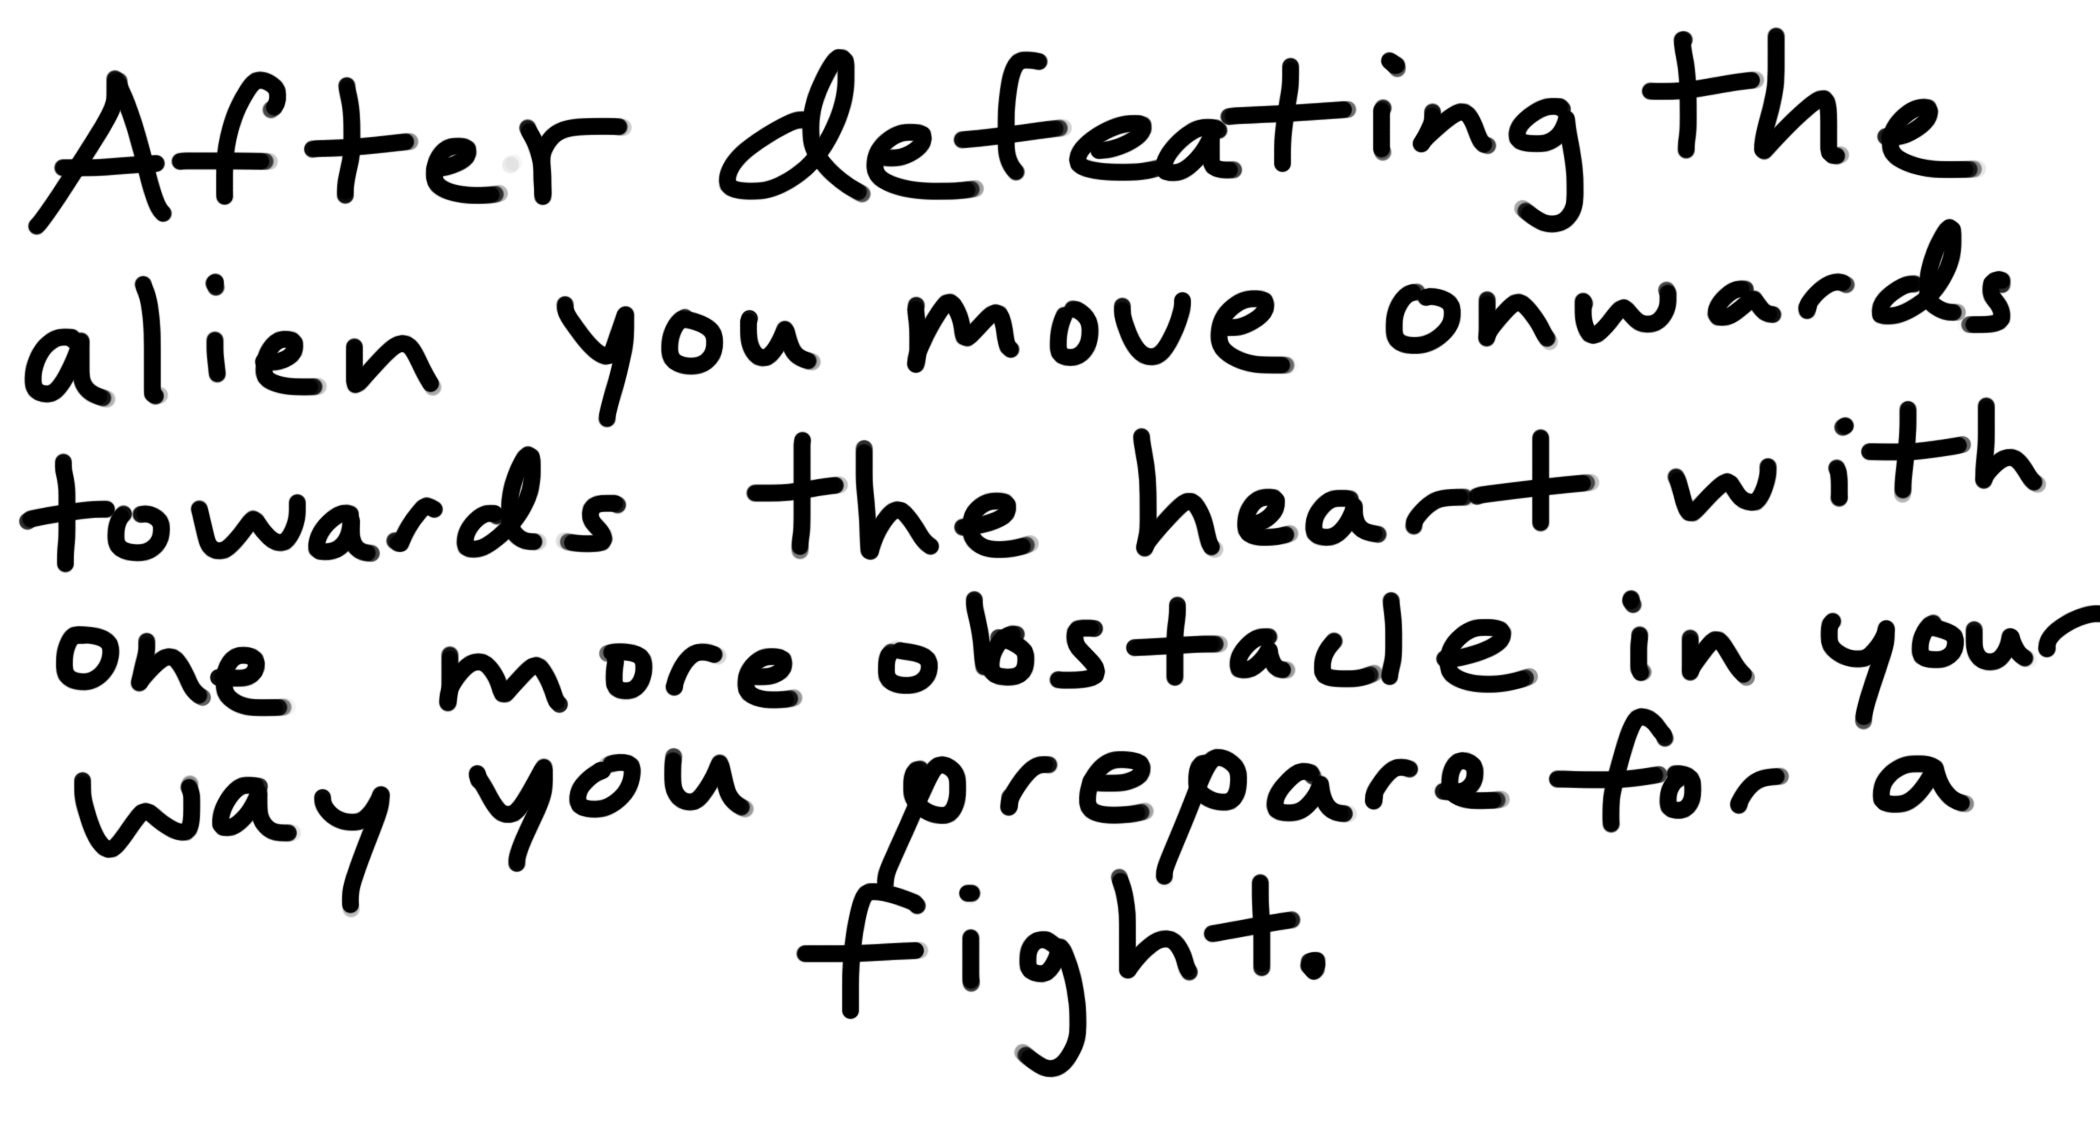 After defeating the
alien you move onwards
towards the heart with
one more obstacle in your
way you prepare for a
fight.